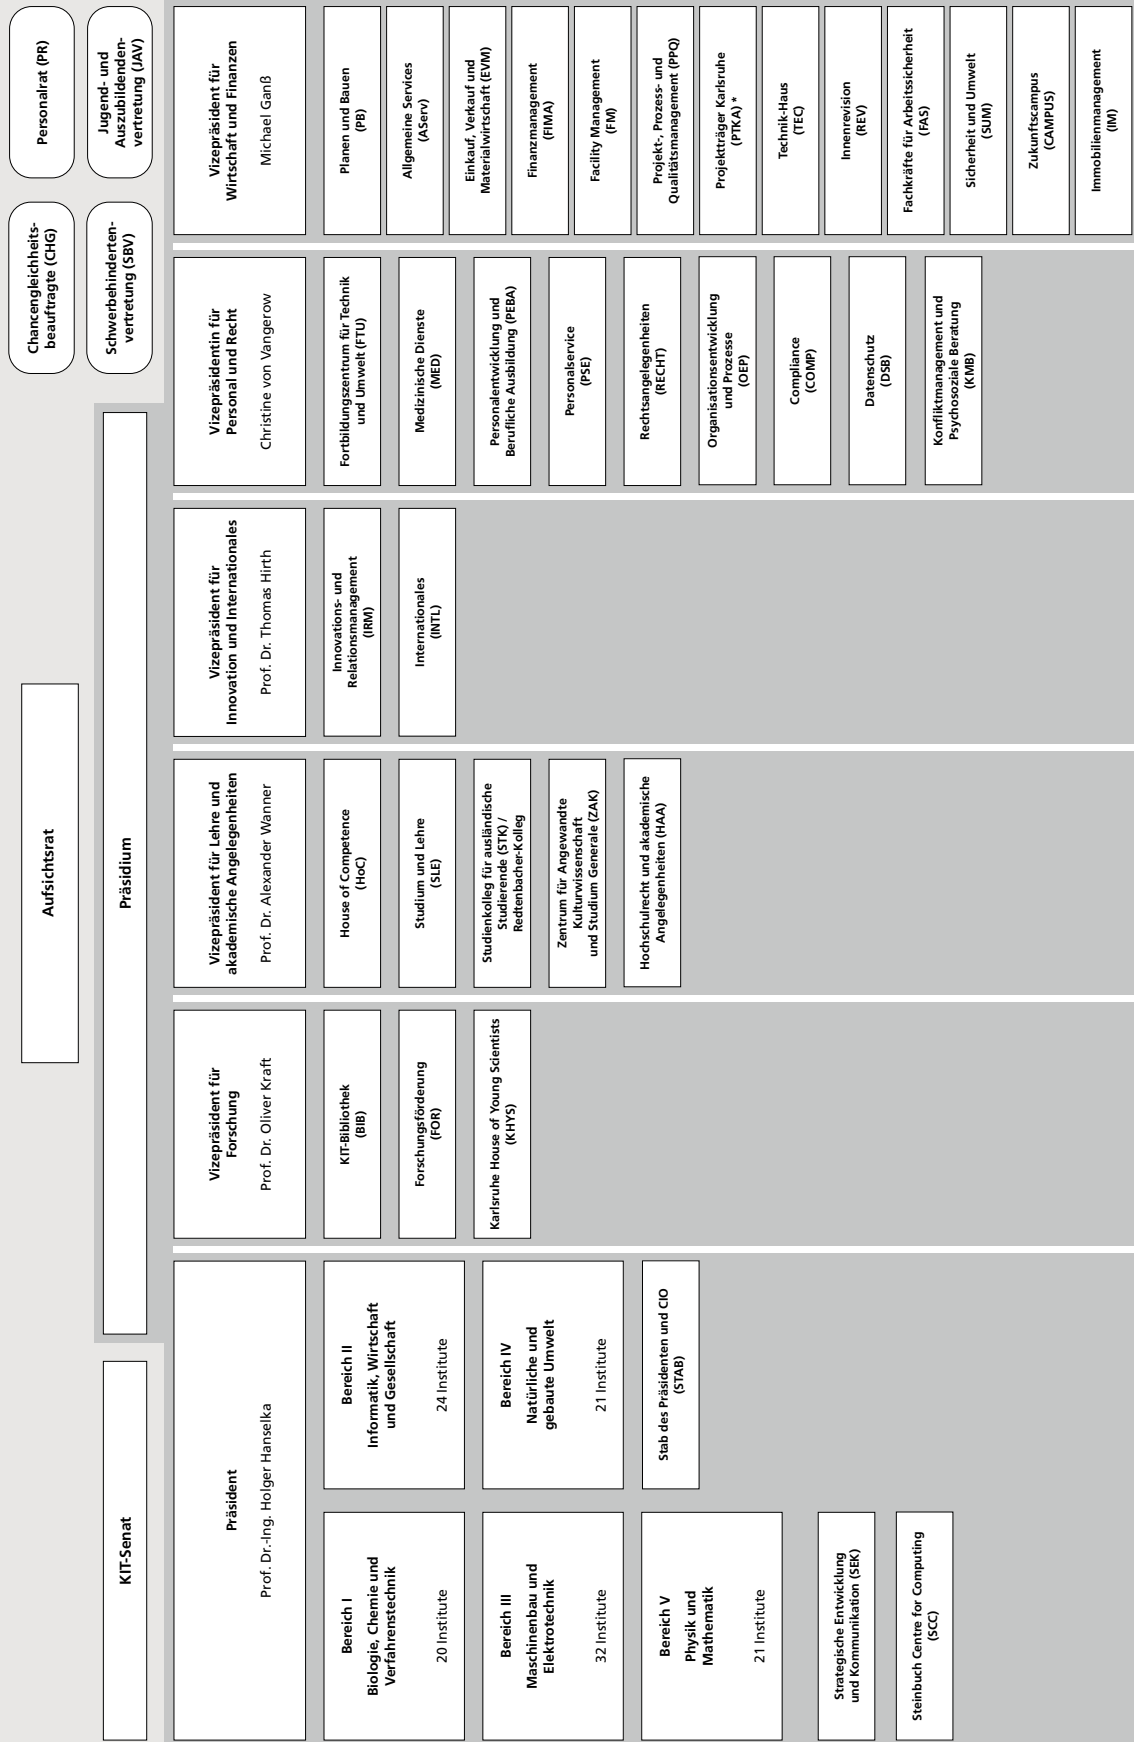 Aufsichtsrat
Chancengleichheits-
beauftragte (CHG)
Personalrat (PR)
KIT-Senat
Präsidium
Schwerbehinderten-
vertretung (SBV)
Jugend- und
Auszubildenden-
vertretung (JAV)
Präsident
Prof. Dr.-Ing. Holger Hanselka
Bereich I
Biologie, Chemie und
Verfahrenstechnik
20 Institute
Bereich II
Informatik, Wirtschaft
und Gesellschaft
24 Institute
Bereich III
Maschinenbau und
Elektrotechnik
32 Institute
Bereich IV
Natürliche und
gebaute Umwelt
21 Institute
Bereich V
Physik und
Mathematik
21 Institute
Stab des Präsidenten und CIO
(STAB)
Strategische Entwicklung
und Kommunikation (SEK)
Steinbuch Centre for Computing
(SCC)
Vizepräsident für
Forschung
Prof. Dr. Oliver Kraft
KIT-Bibliothek
(BIB)
Forschungsförderung
(FOR)
Karlsruhe House of Young Scientists
(KHYS)
Vizepräsident für Lehre und
akademische Angelegenheiten
Prof. Dr. Alexander Wanner
House of Competence
(HoC)
Studium und Lehre
(SLE)
Studienkolleg für ausländische
Studierende (STK) /
Redtenbacher-Kolleg
Zentrum für Angewandte
Kulturwissenschaft
und Studium Generale (ZAK)
Hochschulrecht und akademische
Angelegenheiten (HAA)
Vizepräsident für
Innovation und Internationales
Prof. Dr. Thomas Hirth
Innovations- und
Relationsmanagement
(IRM)
Internationales
(INTL)
Vizepräsidentin für
Personal und Recht
Christine von Vangerow
Fortbildungszentrum für Technik
und Umwelt (FTU)
Medizinische Dienste
(MED)
Personalentwicklung und
Berufliche Ausbildung (PEBA)
Personalservice
(PSE)
Rechtsangelegenheiten
(RECHT)
Organisationsentwicklung
und Prozesse
(OEP)
Compliance
(COMP)
Datenschutz
(DSB)
Konfliktmanagement und
Psychosoziale Beratung
(KMB)
Vizepräsident für
Wirtschaft und Finanzen
Michael Ganß
Planen und Bauen
(PB)
Allgemeine Services
(AServ)
Einkauf, Verkauf und
Materialwirtschaft (EVM)
Finanzmanagement
(FIMA)
Facility Management
(FM)
Projekt-, Prozess- und
Qualitätsmanagement (PPQ)
Projektträger Karlsruhe
(PTKA) *
Technik-Haus
(TEC)
Innenrevision
(REV)
Fachkräfte für Arbeitssicherheit
(FAS)
Sicherheit und Umwelt
(SUM)
Zukunftscampus
(CAMPUS)
Immobilienmanagement
(IM)